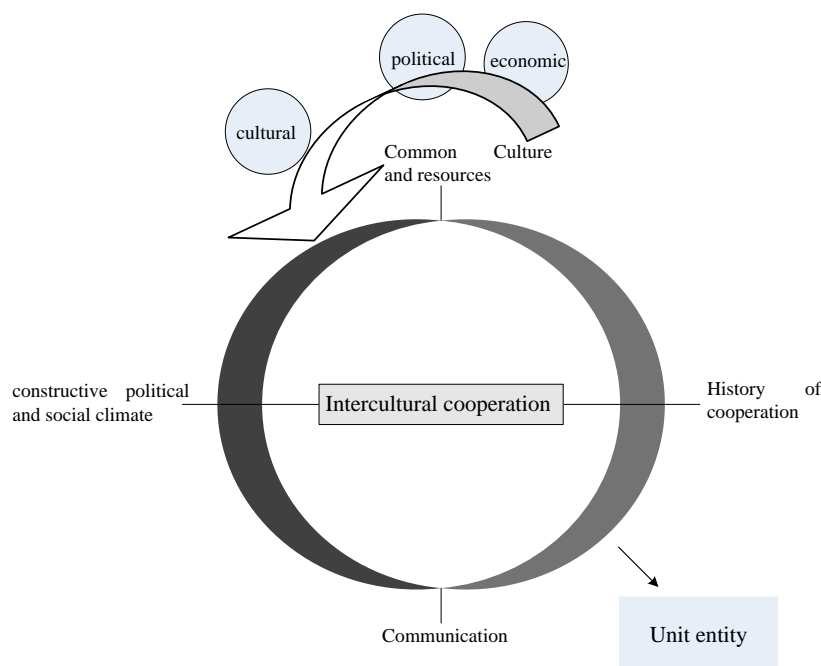 political
economic
cultural
Common Culture
and resources
constructive political
and social climate
Intercultural cooperation
History of
cooperation
Communication
Unit entity